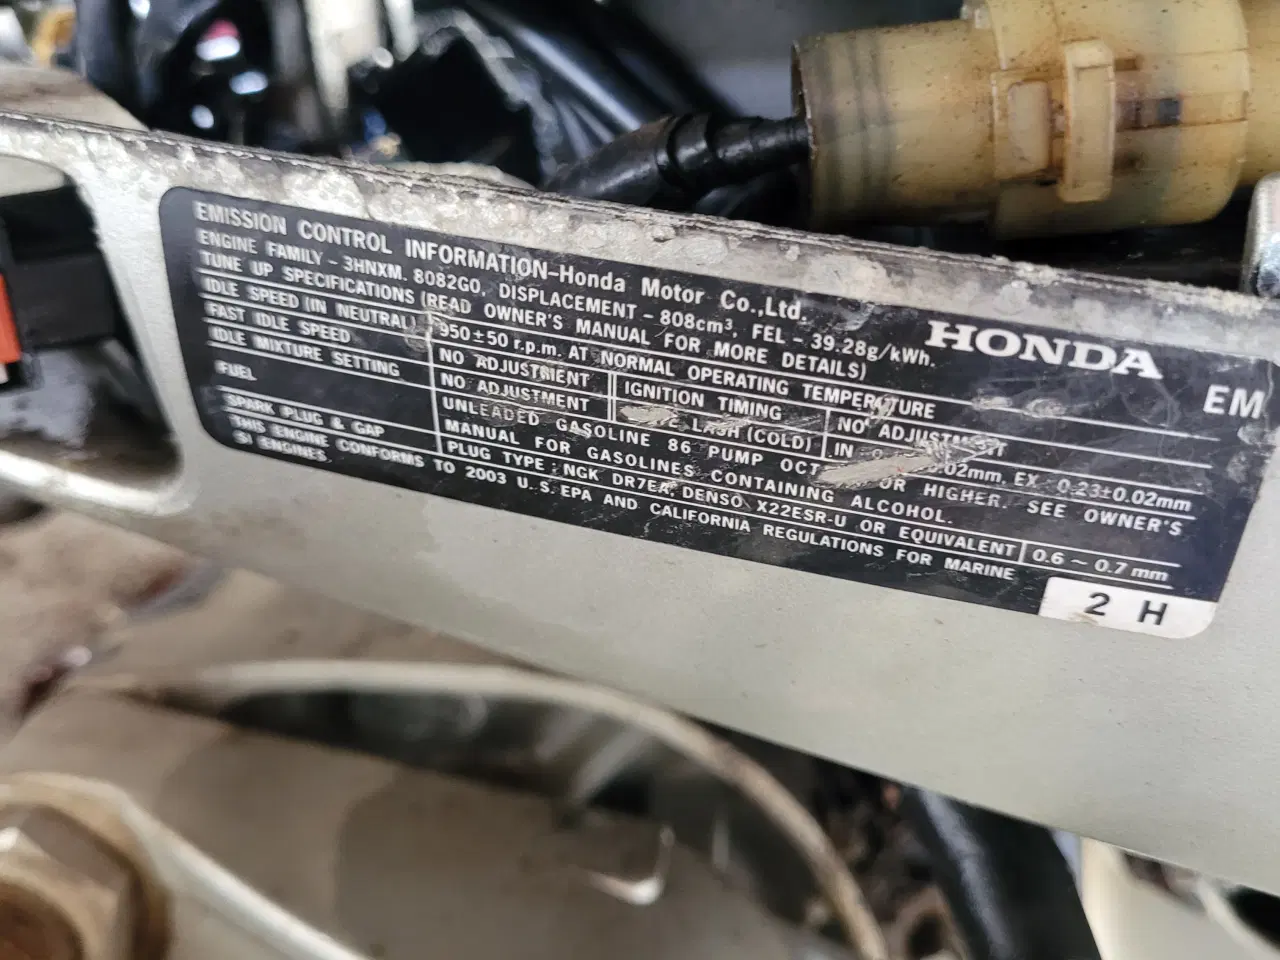 EMISSION CONTROL INFORMATION–Honda Motor Co.,Ltd.
ENGINE FAMILY – 3HNXM. 8082G0, DISPLACEMENT – 808cm³, FEL – 39.28g/kWh.
TUNE UP SPECIFICATIONS (READ OWNER'S MANUAL FOR MORE DETAILS)
HONDA
EM
IDLE SPEED (IN NEUTRAL) 950±50 r.p.m. AT NORMAL OPERATING TEMPERATURE
FAST IDLE SPEED NO ADJUSTMENT IGNITION TIMING NO ADJUSTMENT
IDLE MIXTURE SETTING NO ADJUSTMENT LASH (COLD) IN 0.02mm, EX : 0.23±0.02mm
FUEL UNLEADED GASOLINE 86 PUMP OR HIGHER. SEE OWNER'S
MANUAL FOR GASOLINES CONTAINING ALCOHOL.
SPARK PLUG & GAP PLUG TYPE : NGK DR7EA, DENSO X22ESR-U OR EQUIVALENT 0.6 ~ 0.7 mm
THIS ENGINE CONFORMS TO 2003 U.S. EPA AND CALIFORNIA REGULATIONS FOR MARINE
SI ENGINES.
2 H